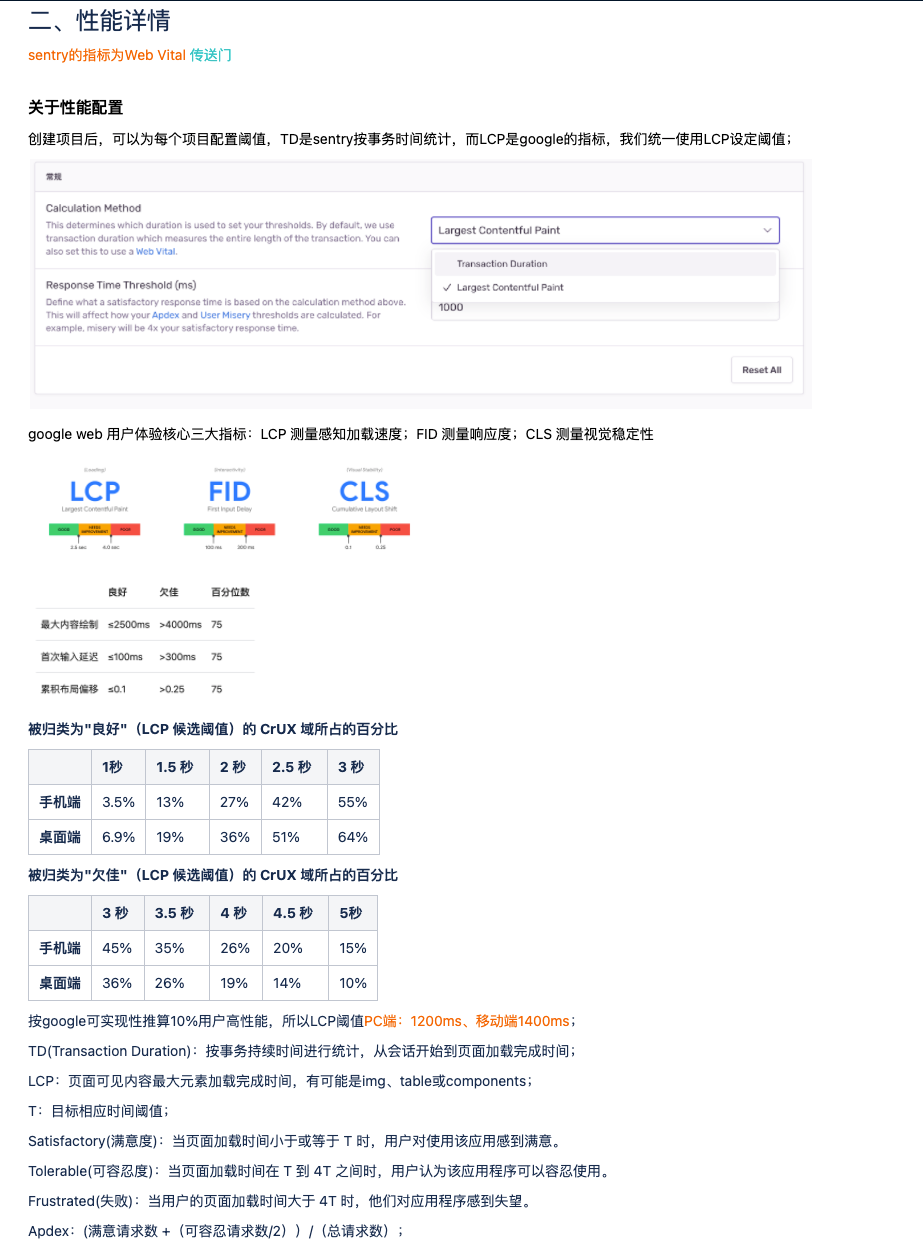 二、性能详情
sentry的指标为Web Vital 传送门
关于性能配置
创建项目后，可以为每个项目配置阈值，TD是sentry按事务时间统计，而LCP是google的指标，我们统一使用LCP设定阈值；
常规
Calculation Method
This determines which duration is used to set your thresholds. By default, we use
transaction duration which measures the entire length of the transaction. You can
also set this to use a Web Vital.
Largest Contentful Paint
Transaction Duration
✓ Largest Contentful Paint
Response Time Threshold (ms)
Define what a satisfactory response time is based on the calculation method above.
This will affect how your Apdex and User Misery thresholds are calculated. For
example, misery will be 4x your satisfactory response time.
1000
Reset All
google web 用户体验核心三大指标：LCP 测量感知加载速度；FID 测量响应度；CLS 测量视觉稳定性
(Loading) (Interactivity) (Visual Stability)
LCP FID CLS
Largest Contentful Paint First Input Delay Cumulative Layout Shift
GOOD NEEDS IMPROVEMENT POOR GOOD NEEDS IMPROVEMENT POOR GOOD NEEDS IMPROVEMENT POOR
2.5 sec 4.0 sec 100 ms 300 ms 0.1 0.25
良好 欠佳 百分位数
最大内容绘制 ≤2500ms >4000ms 75
首次输入延迟 ≤100ms >300ms 75
累积布局偏移 ≤0.1 >0.25 75
被归类为"良好"（LCP 候选阈值）的 CrUX 域所占的百分比
1秒 1.5 秒 2 秒 2.5 秒 3 秒
手机端 3.5% 13% 27% 42% 55%
桌面端 6.9% 19% 36% 51% 64%
被归类为"欠佳"（LCP 候选阈值）的 CrUX 域所占的百分比
3 秒 3.5 秒 4 秒 4.5 秒 5秒
手机端 45% 35% 26% 20% 15%
桌面端 36% 26% 19% 14% 10%
按google可实现性推算10%用户高性能，所以LCP阈值PC端：1200ms、移动端1400ms；
TD(Transaction Duration)：按事务持续时间进行统计，从会话开始到页面加载完成时间；
LCP：页面可见内容最大元素加载完成时间，有可能是img、table或components；
T：目标相应时间阈值；
Satisfactory(满意度)：当页面加载时间小于或等于 T 时，用户对使用该应用感到满意。
Tolerable(可容忍度)：当页面加载时间在 T 到 4T 之间时，用户认为该应用程序可以容忍使用。
Frustrated(失败)：当用户的页面加载时间大于 4T 时，他们对应用程序感到失望。
Apdex：(满意请求数 +（可容忍请求数/2））/（总请求数）；